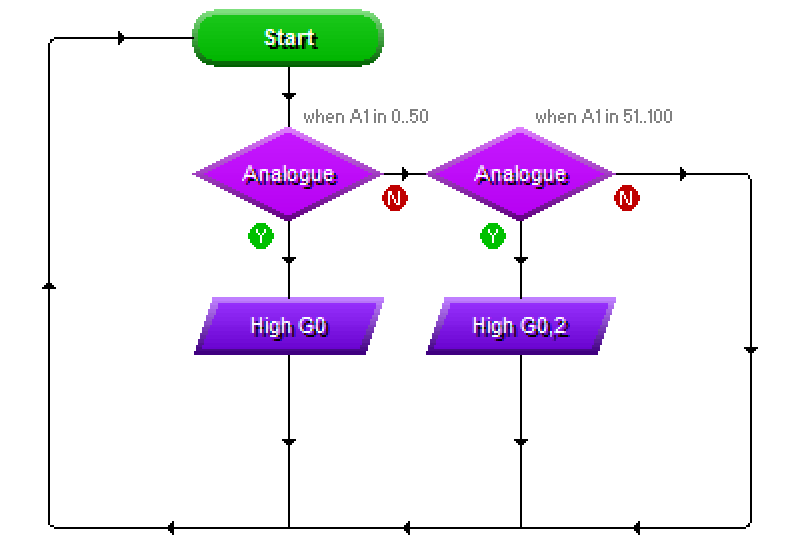 Start
when A1 in 0..50
when A1 in 51..100
Analogue
Analogue
N
N
Y
Y
High G0
High G0,2